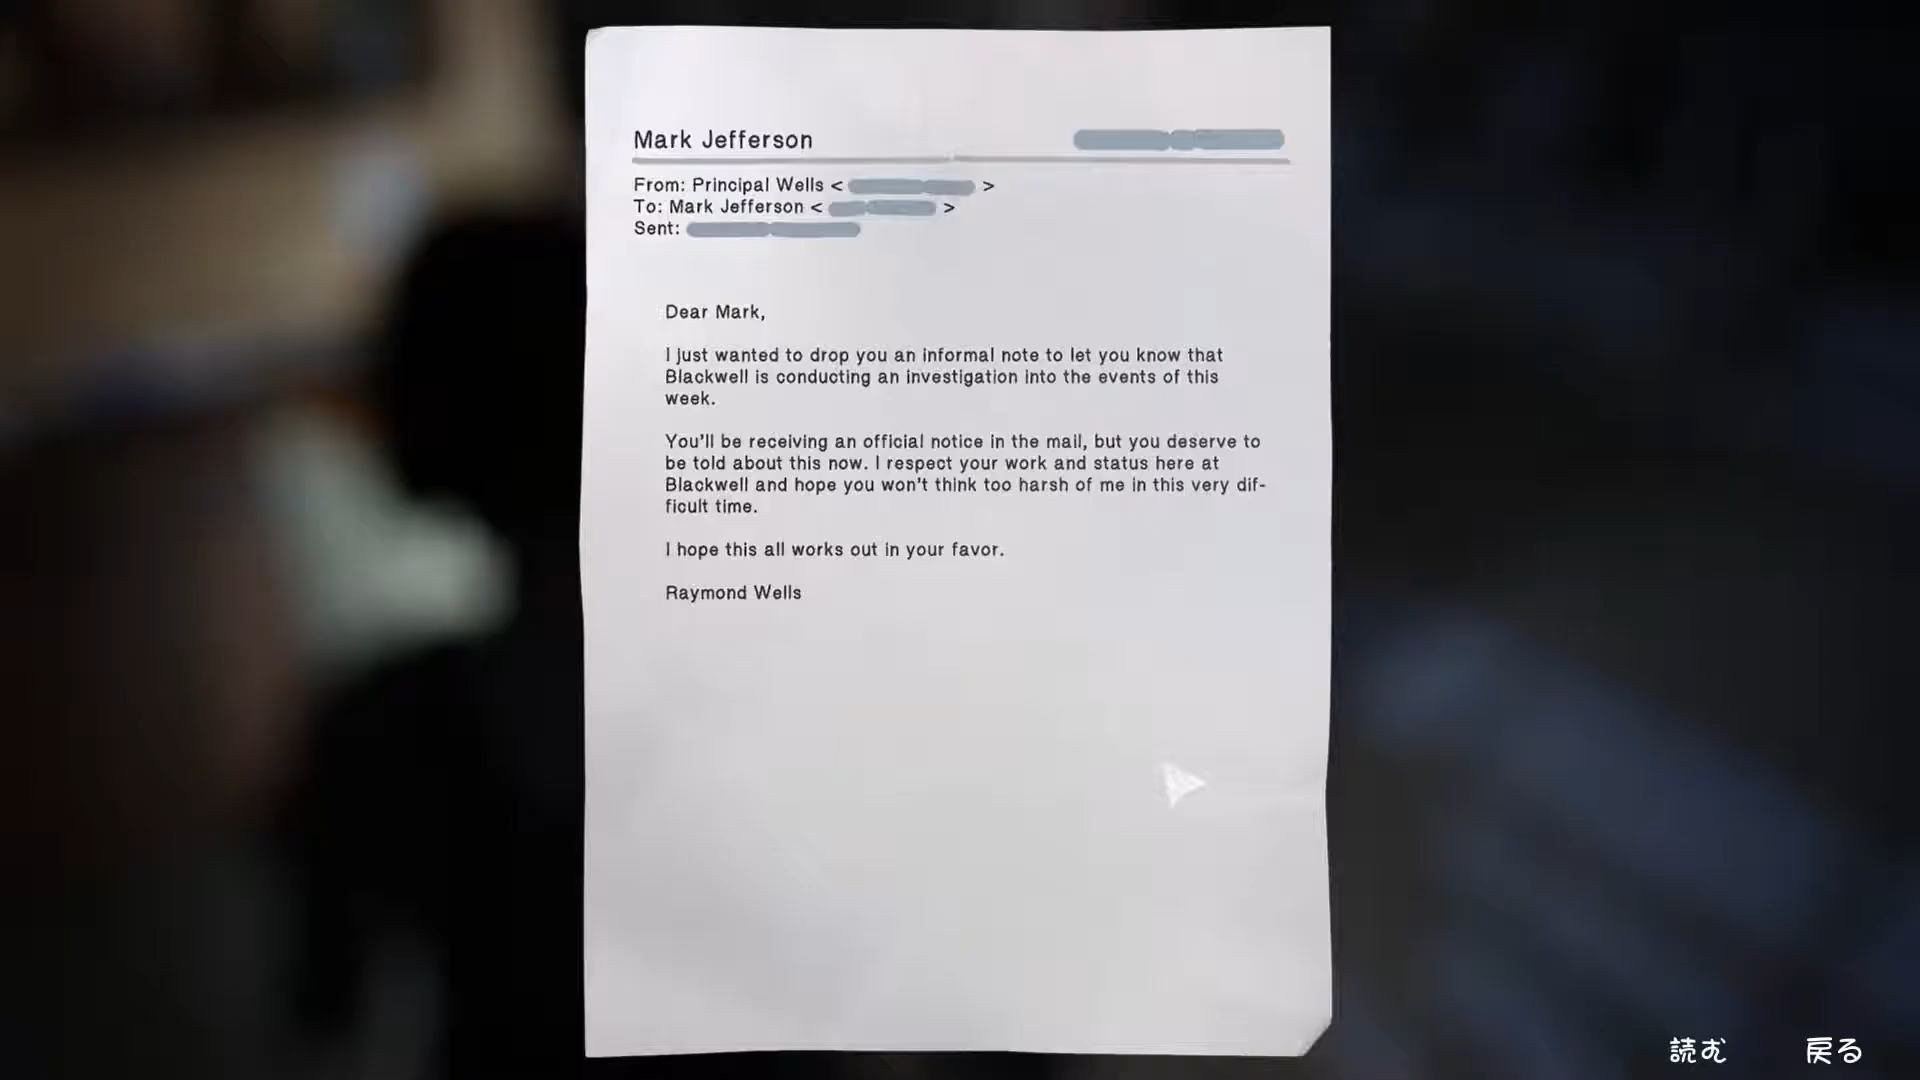 Mark Jefferson
From: Principal Wells < >
To: Mark Jefferson < >
Sent:
Dear Mark,
I just wanted to drop you an informal note to let you know that
Blackwell is conducting an investigation into the events of this
week.
You'll be receiving an official notice in the mail, but you deserve to
be told about this now. I respect your work and status here at
Blackwell and hope you won't think too harsh of me in this very dif-
ficult time.
I hope this all works out in your favor.
Raymond Wells
読む 戻る